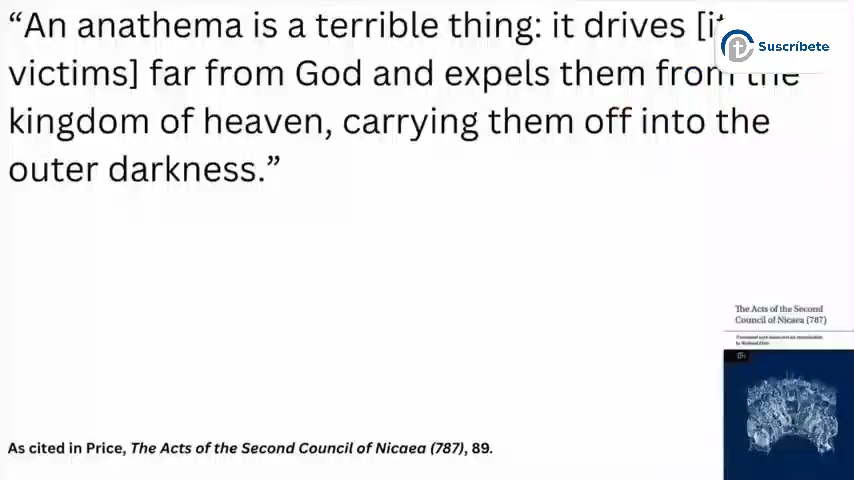 “An anathema is a terrible thing: it drives
Suscríbete
victims] far from God and expels them from the
kingdom of heaven, carrying them off into the
outer darkness.”
The Acts of the Second
Council of Nicaea (787)
As cited in Price, The Acts of the Second Council of Nicaea (787), 89.